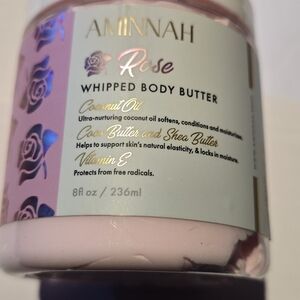 AMINNAH
Rose
WHIPPED BODY BUTTER
Coconut Oil
Ultra-nurturing coconut oil softens, conditions and moisturizes.
Cocoa Butter and Shea Butter
Helps to support skin's natural elasticity, & locks in moisture.
Vitamin E
Protects from free radicals.
8fl oz / 236ml